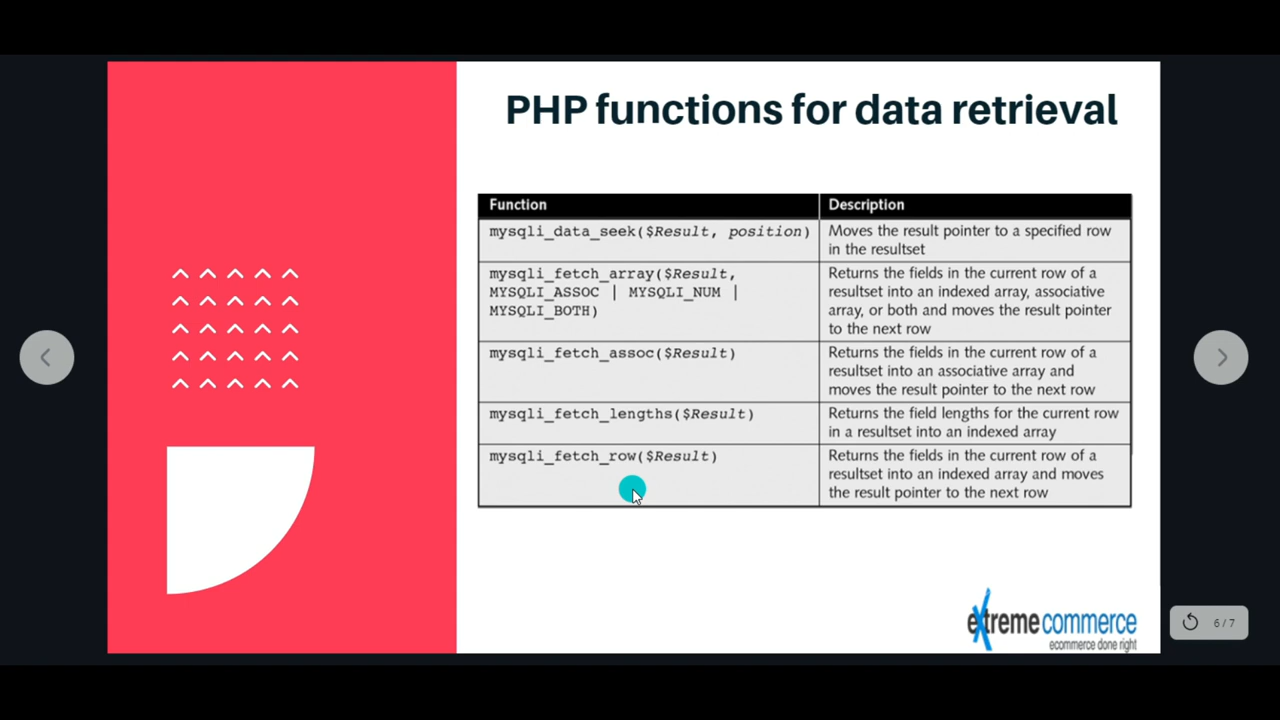 PHP functions for data retrieval
Function
Description
mysqli_data_seek($Result, position)
Moves the result pointer to a specified row
in the resultset
mysqli_fetch_array($Result,
MYSQLI_ASSOC | MYSQLI_NUM |
MYSQLI_BOTH)
Returns the fields in the current row of a
resultset into an indexed array, associative
array, or both and moves the result pointer
to the next row
mysqli_fetch_assoc($Result)
Returns the fields in the current row of a
resultset into an associative array and
moves the result pointer to the next row
mysqli_fetch_lengths($Result)
Returns the field lengths for the current row
in a resultset into an indexed array
mysqli_fetch_row($Result)
Returns the fields in the current row of a
resultset into an indexed array and moves
the result pointer to the next row
extreme commerce
ecommerce done right
6 / 7